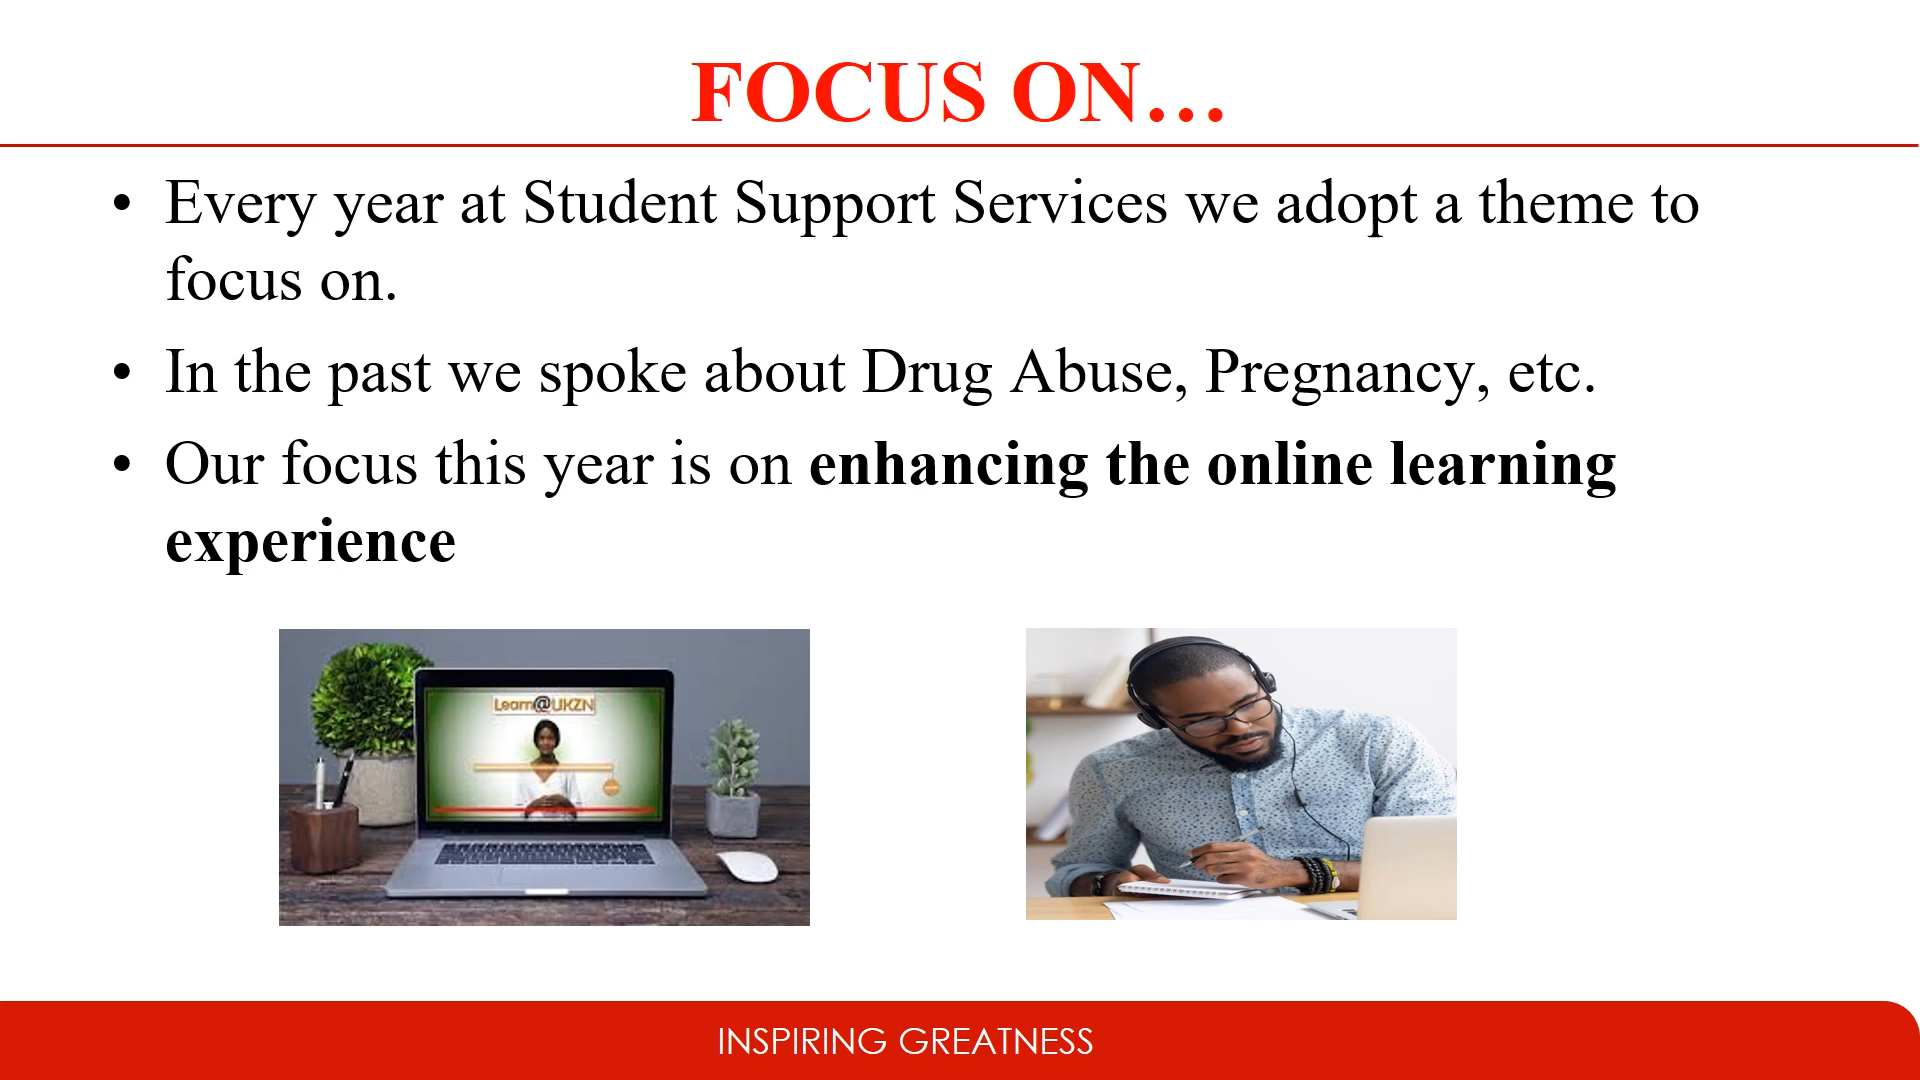 FOCUS ON…
• Every year at Student Support Services we adopt a theme to
focus on.
• In the past we spoke about Drug Abuse, Pregnancy, etc.
• Our focus this year is on enhancing the online learning
experience
Learn@UKZN
INSPIRING GREATNESS